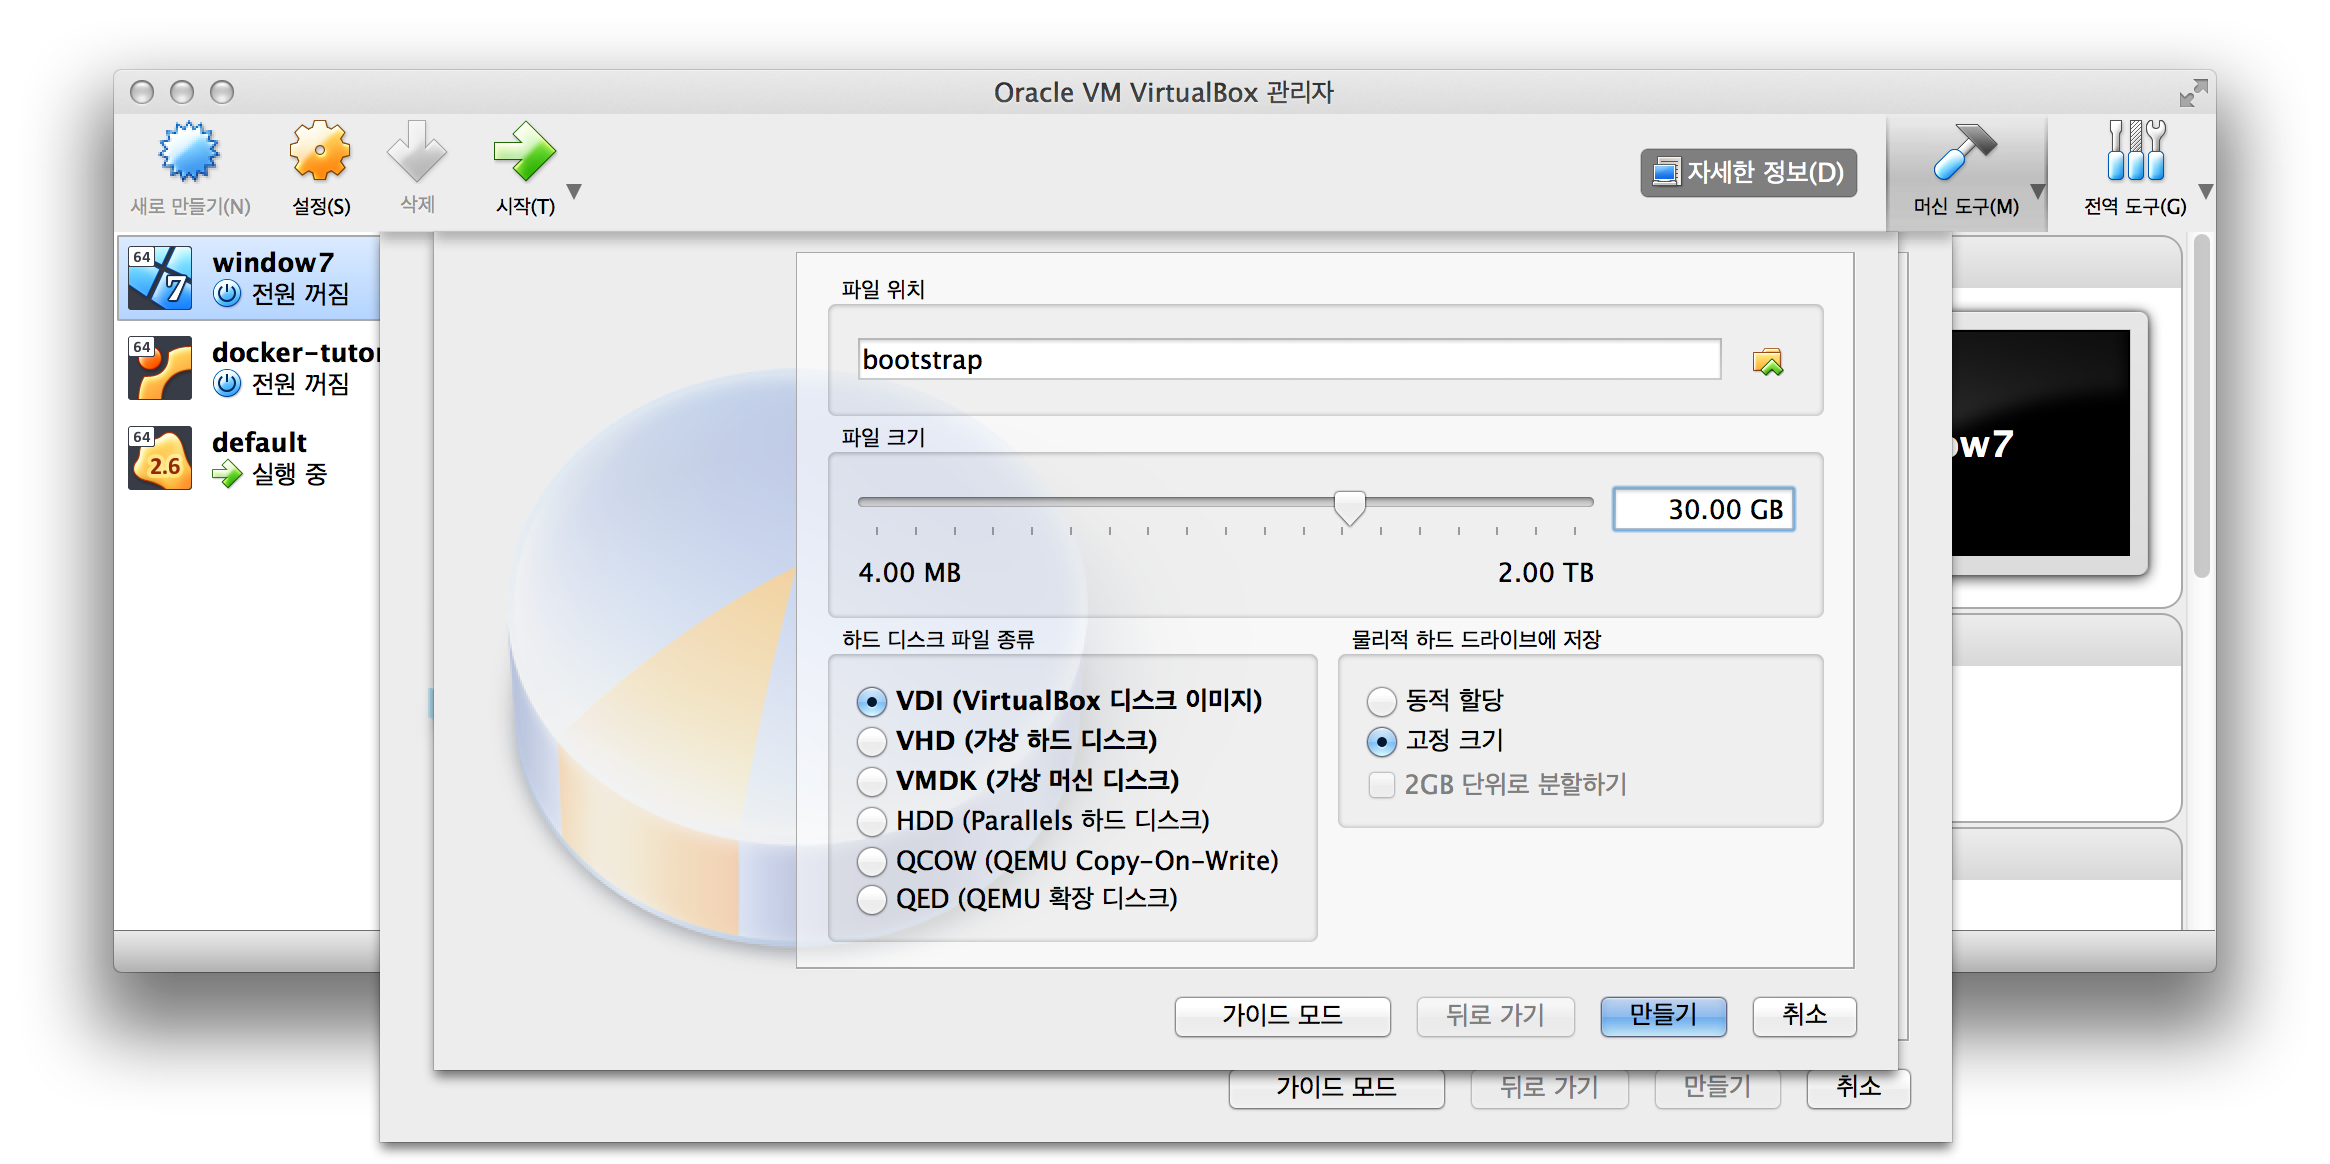 Oracle VM VirtualBox 관리자
새로 만들기(N)
설정(S)
삭제
시작(T)
자세한 정보(D)
머신 도구(M)
전역 도구(G)
64
7
window7
전원 꺼짐
64
docker-tutor
전원 꺼짐
64
2.6
default
실행 중
파일 위치
bootstrap
파일 크기
30.00 GB
4.00 MB
2.00 TB
ow7
하드 디스크 파일 종류
VDI (VirtualBox 디스크 이미지)
VHD (가상 하드 디스크)
VMDK (가상 머신 디스크)
HDD (Parallels 하드 디스크)
QCOW (QEMU Copy-On-Write)
QED (QEMU 확장 디스크)
물리적 하드 드라이브에 저장
동적 할당
고정 크기
2GB 단위로 분할하기
가이드 모드
뒤로 가기
만들기
취소
가이드 모드
뒤로 가기
만들기
취소